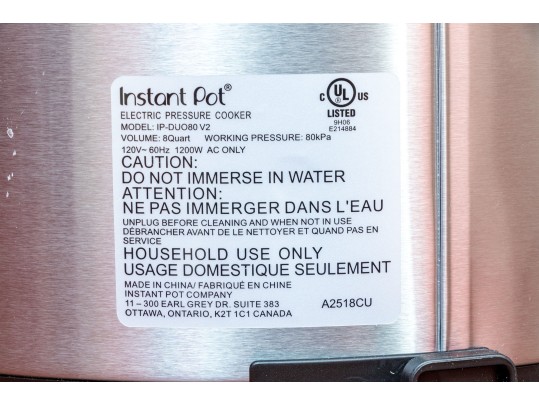 Instant Pot®
ELECTRIC PRESSURE COOKER
MODEL: IP-DUO80 V2
VOLUME: 8Quart WORKING PRESSURE: 80kPa
120V~ 60Hz 1200W AC ONLY
C UL US
LISTED
9H06
E214884
CAUTION:
DO NOT IMMERSE IN WATER
ATTENTION:
NE PAS IMMERGER DANS L'EAU
UNPLUG BEFORE CLEANING AND WHEN NOT IN USE
DÉBRANCHER AVANT DE LE NETTOYER ET QUAND PAS EN
SERVICE
HOUSEHOLD USE ONLY
USAGE DOMESTIQUE SEULEMENT
MADE IN CHINA/ FABRIQUÉ EN CHINE
INSTANT POT COMPANY
11 – 300 EARL GREY DR. SUITE 383
OTTAWA, ONTARIO, K2T 1C1 CANADA
A2518CU